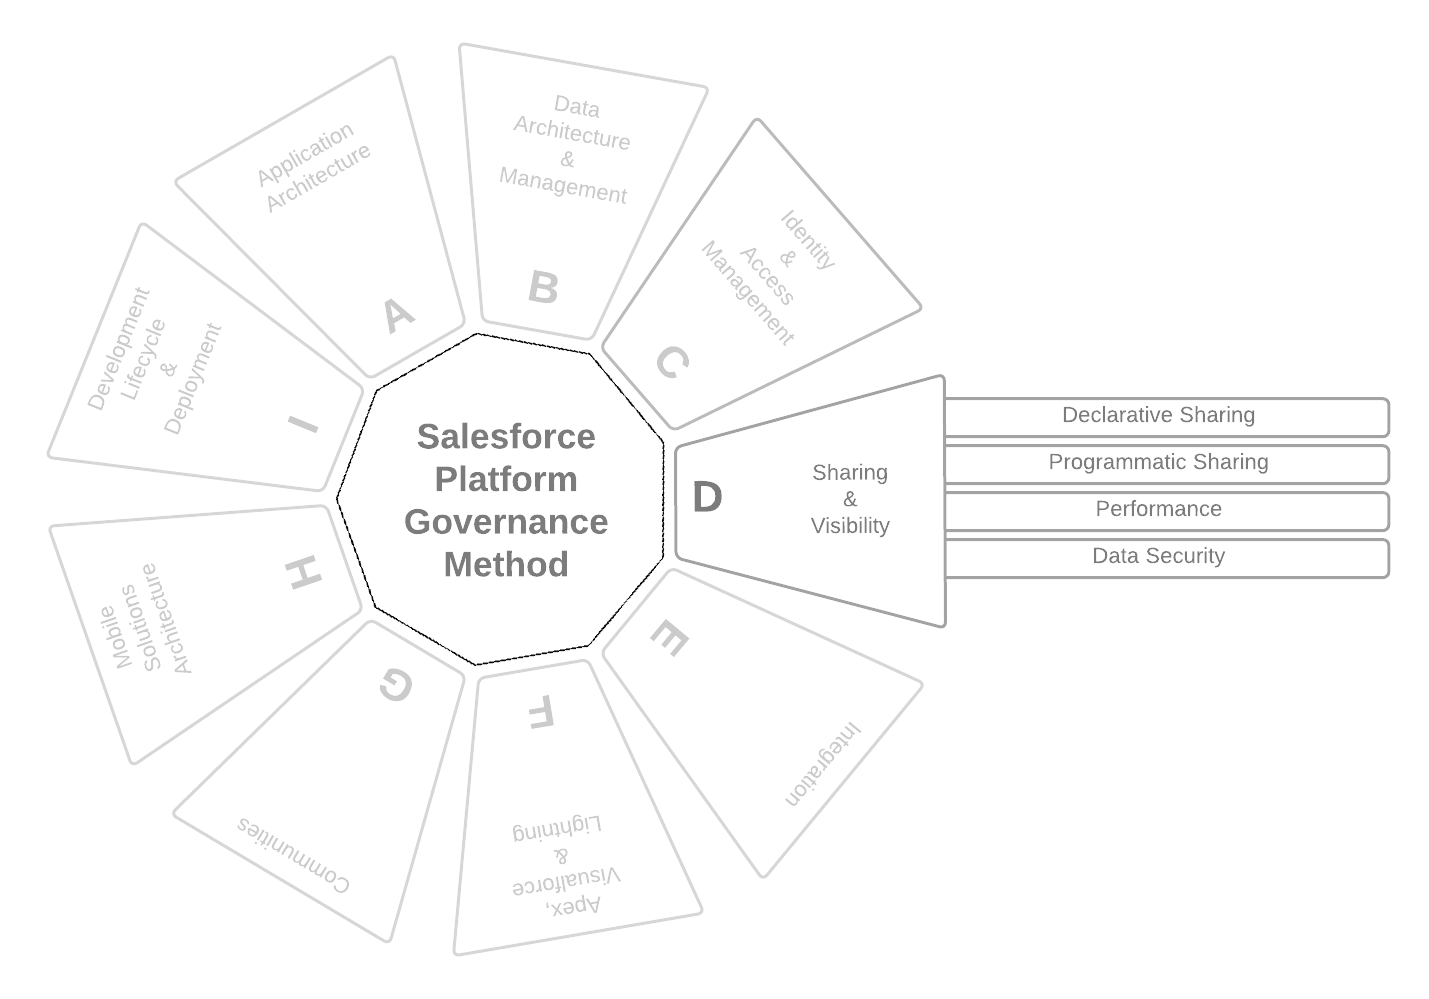 Salesforce
Platform
Governance
Method
A
Application
Architecture
B
Data
Architecture
&
Management
C
Identity
&
Access
Management
D
Sharing
&
Visibility
Declarative Sharing
Programmatic Sharing
Performance
Data Security
E
Integration
F
Apex,
Visualforce
&
Lightning
G
Communities
H
Mobile
Solutions
Architecture
I
Development
Lifecycle
&
Deployment